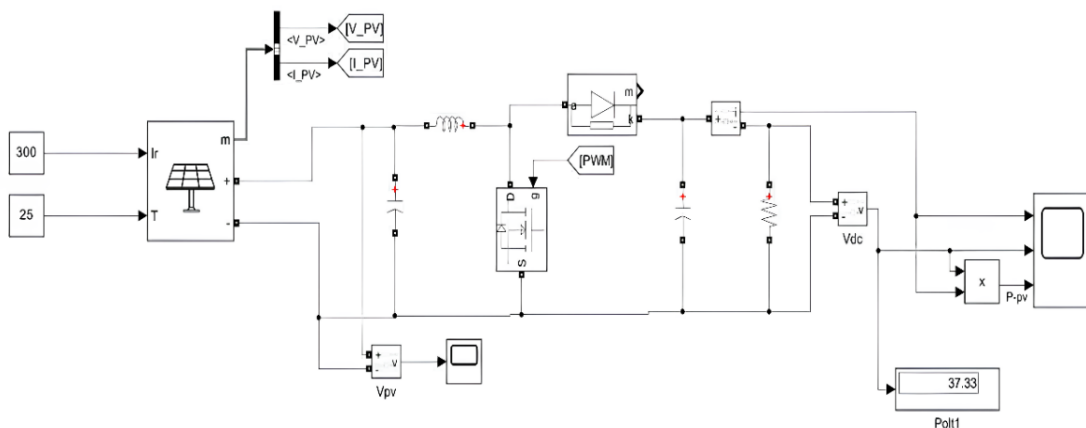 [V_PV]
<V_PV>
[I_PV]
<I_PV>
m
a
k
i
+
-
300
Ir
m
[PWM]
+
25
T
D
g
-
S
+
-
v
Vdc
x
P-pv
+
-
v
Vpv
37.33
Polt1